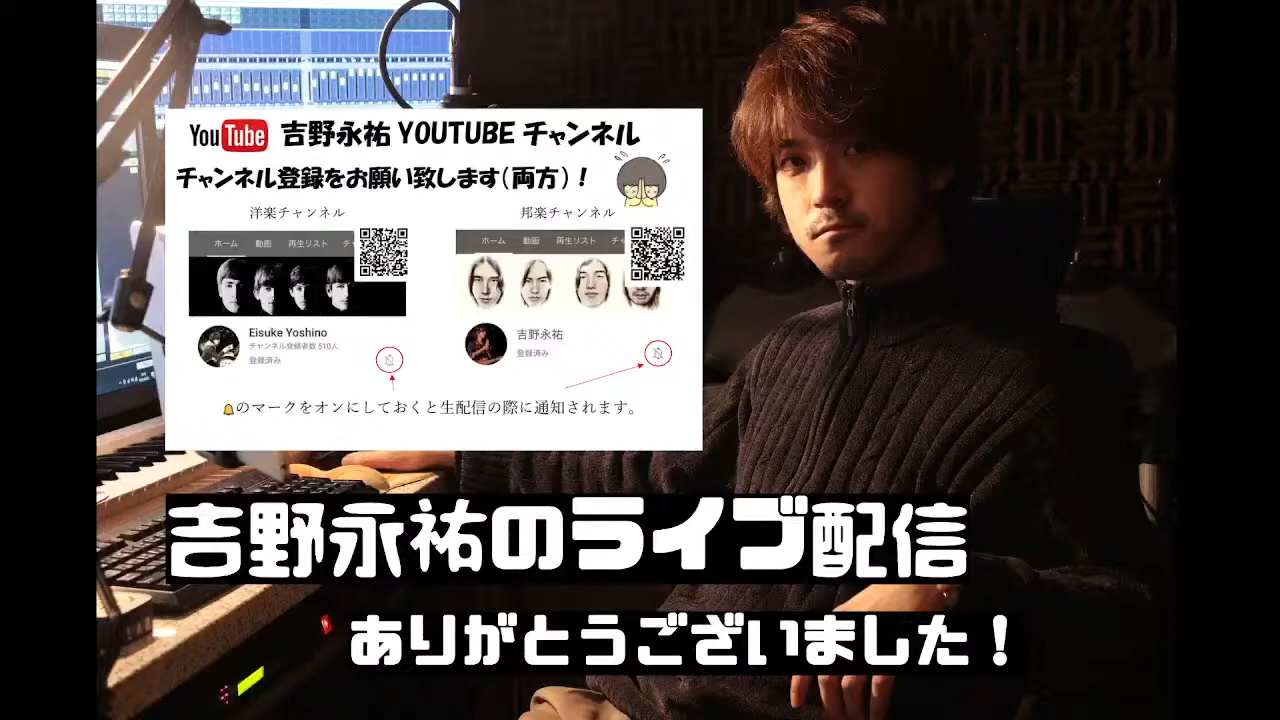 YouTube 吉野永祐 YOUTUBE チャンネル
チャンネル登録をお願い致します（両方）！
洋楽チャンネル
邦楽チャンネル
ホーム 動画 再生リスト チャ
ホーム 動画 再生リスト チャ
Eisuke Yoshino
チャンネル登録者数 510人
登録済み
吉野永祐
登録済み
🔔のマークをオンにしておくと生配信の際に通知されます。
吉野永祐のライブ配信
ありがとうございました！